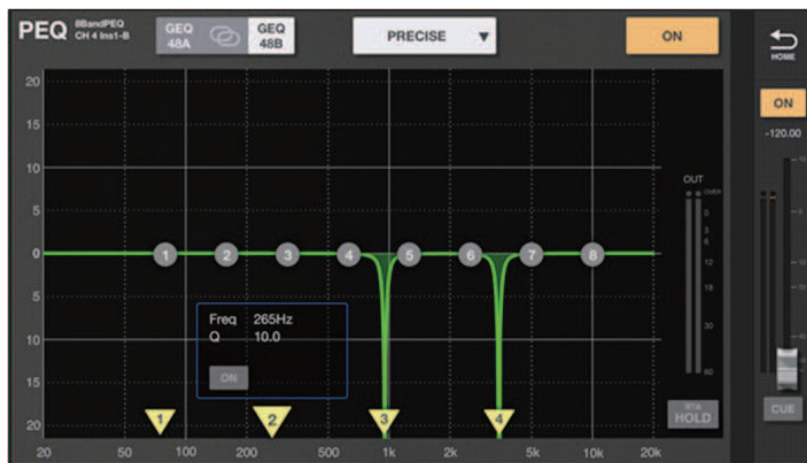 PEQ 8BandPEQ CH 4 Ins1-B
GEQ 48A GEQ 48B
PRECISE
ON
HOME
ON
-120.00
20
15
10
5
0
5
10
15
20
1 2 3 4 5 6 7 8
Freq 265Hz
Q 10.0
ON
1 2 3 4
20 50 100 200 500 1k 2k 5k 10k 20k
OUT
OVER
0
3
6
12
18
30
60
RTA
HOLD
CUE